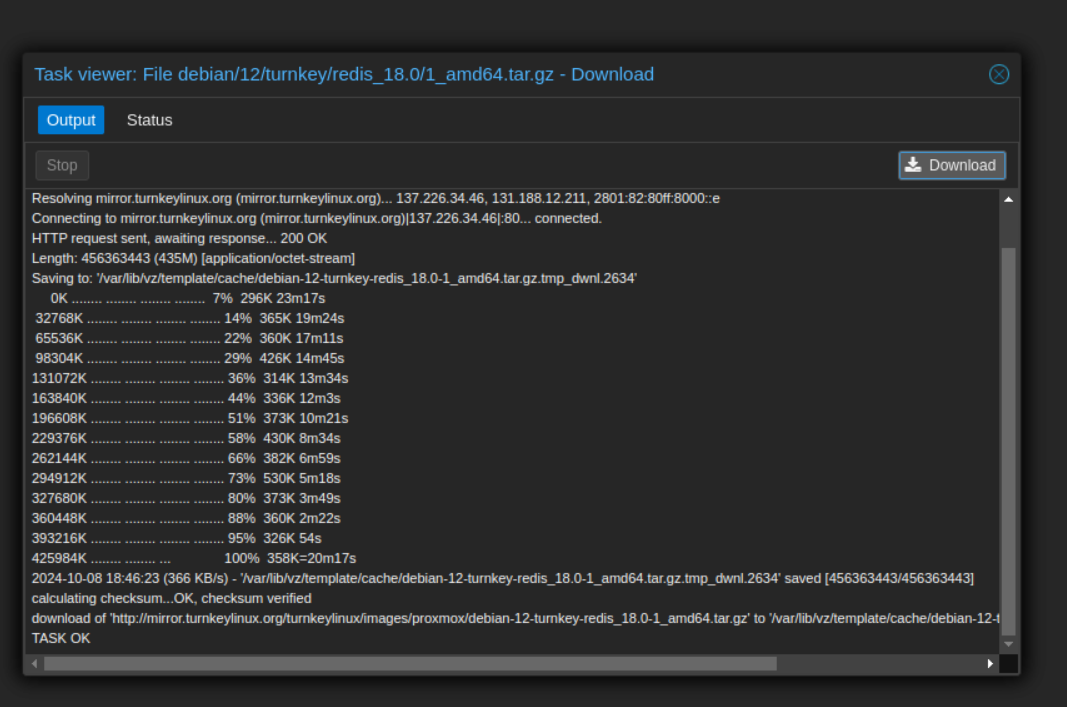 Task viewer: File debian/12/turnkey/redis_18.0/1_amd64.tar.gz - Download
Output Status
Stop Download
Resolving mirror.turnkeylinux.org (mirror.turnkeylinux.org)... 137.226.34.46, 131.188.12.211, 2801:82:80ff:8000::e
Connecting to mirror.turnkeylinux.org (mirror.turnkeylinux.org)|137.226.34.46|:80... connected.
HTTP request sent, awaiting response... 200 OK
Length: 456363443 (435M) [application/octet-stream]
Saving to: '/var/lib/vz/template/cache/debian-12-turnkey-redis_18.0-1_amd64.tar.gz.tmp_dwnl.2634'
0K ........ ........ ........ ........ 7% 296K 23m17s
32768K ........ ........ ........ ........ 14% 365K 19m24s
65536K ........ ........ ........ ........ 22% 360K 17m11s
98304K ........ ........ ........ ........ 29% 426K 14m45s
131072K ........ ........ ........ ........ 36% 314K 13m34s
163840K ........ ........ ........ ........ 44% 336K 12m3s
196608K ........ ........ ........ ........ 51% 373K 10m21s
229376K ........ ........ ........ ........ 58% 430K 8m34s
262144K ........ ........ ........ ........ 66% 382K 6m59s
294912K ........ ........ ........ ........ 73% 530K 5m18s
327680K ........ ........ ........ ........ 80% 373K 3m49s
360448K ........ ........ ........ ........ 88% 360K 2m22s
393216K ........ ........ ........ ........ 95% 326K 54s
425984K ........ ........ ... 100% 358K=20m17s
2024-10-08 18:46:23 (366 KB/s) - '/var/lib/vz/template/cache/debian-12-turnkey-redis_18.0-1_amd64.tar.gz.tmp_dwnl.2634' saved [456363443/456363443]
calculating checksum...OK, checksum verified
download of 'http://mirror.turnkeylinux.org/turnkeylinux/images/proxmox/debian-12-turnkey-redis_18.0-1_amd64.tar.gz' to '/var/lib/vz/template/cache/debian-12-t
TASK OK